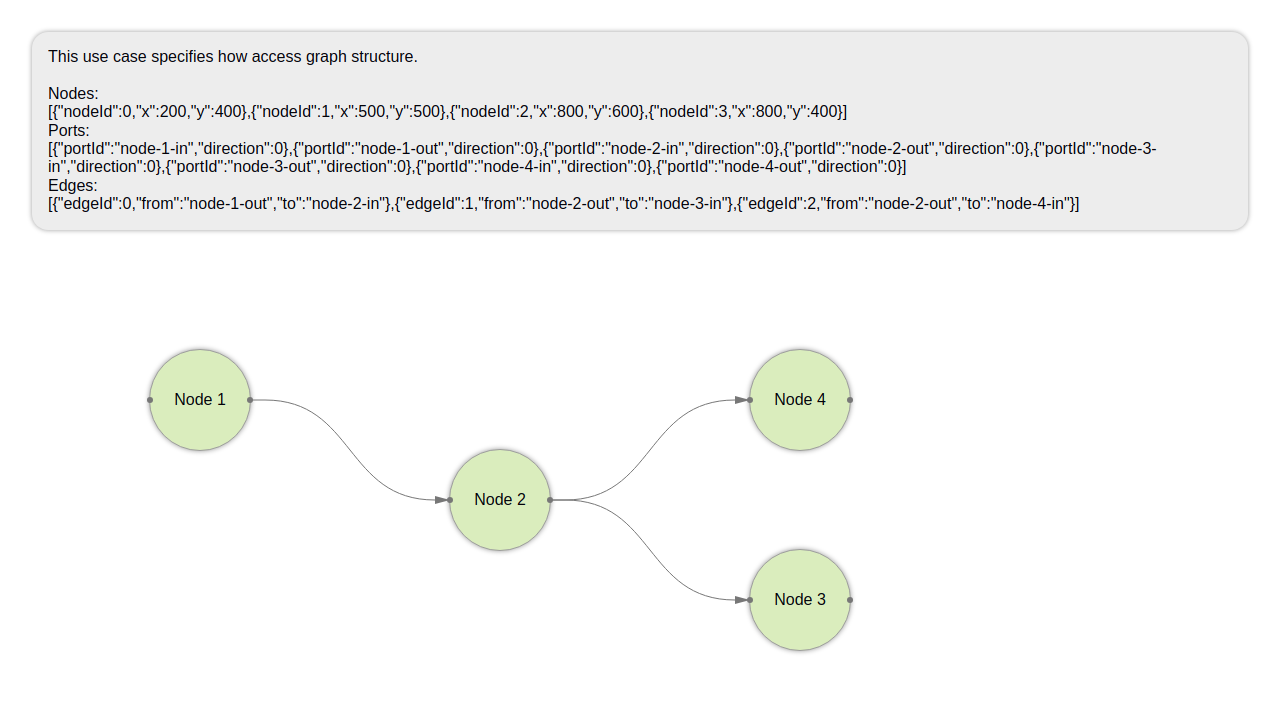 This use case specifies how access graph structure.
Nodes:
[{"nodeId":0,"x":200,"y":400},{"nodeId":1,"x":500,"y":500},{"nodeId":2,"x":800,"y":600},{"nodeId":3,"x":800,"y":400}]
Ports:
[{"portId":"node-1-in","direction":0},{"portId":"node-1-out","direction":0},{"portId":"node-2-in","direction":0},{"portId":"node-2-out","direction":0},{"portId":"node-3-
in","direction":0},{"portId":"node-3-out","direction":0},{"portId":"node-4-in","direction":0},{"portId":"node-4-out","direction":0}]
Edges:
[{"edgeId":0,"from":"node-1-out","to":"node-2-in"},{"edgeId":1,"from":"node-2-out","to":"node-3-in"},{"edgeId":2,"from":"node-2-out","to":"node-4-in"}]
Node 1
Node 4
Node 2
Node 3